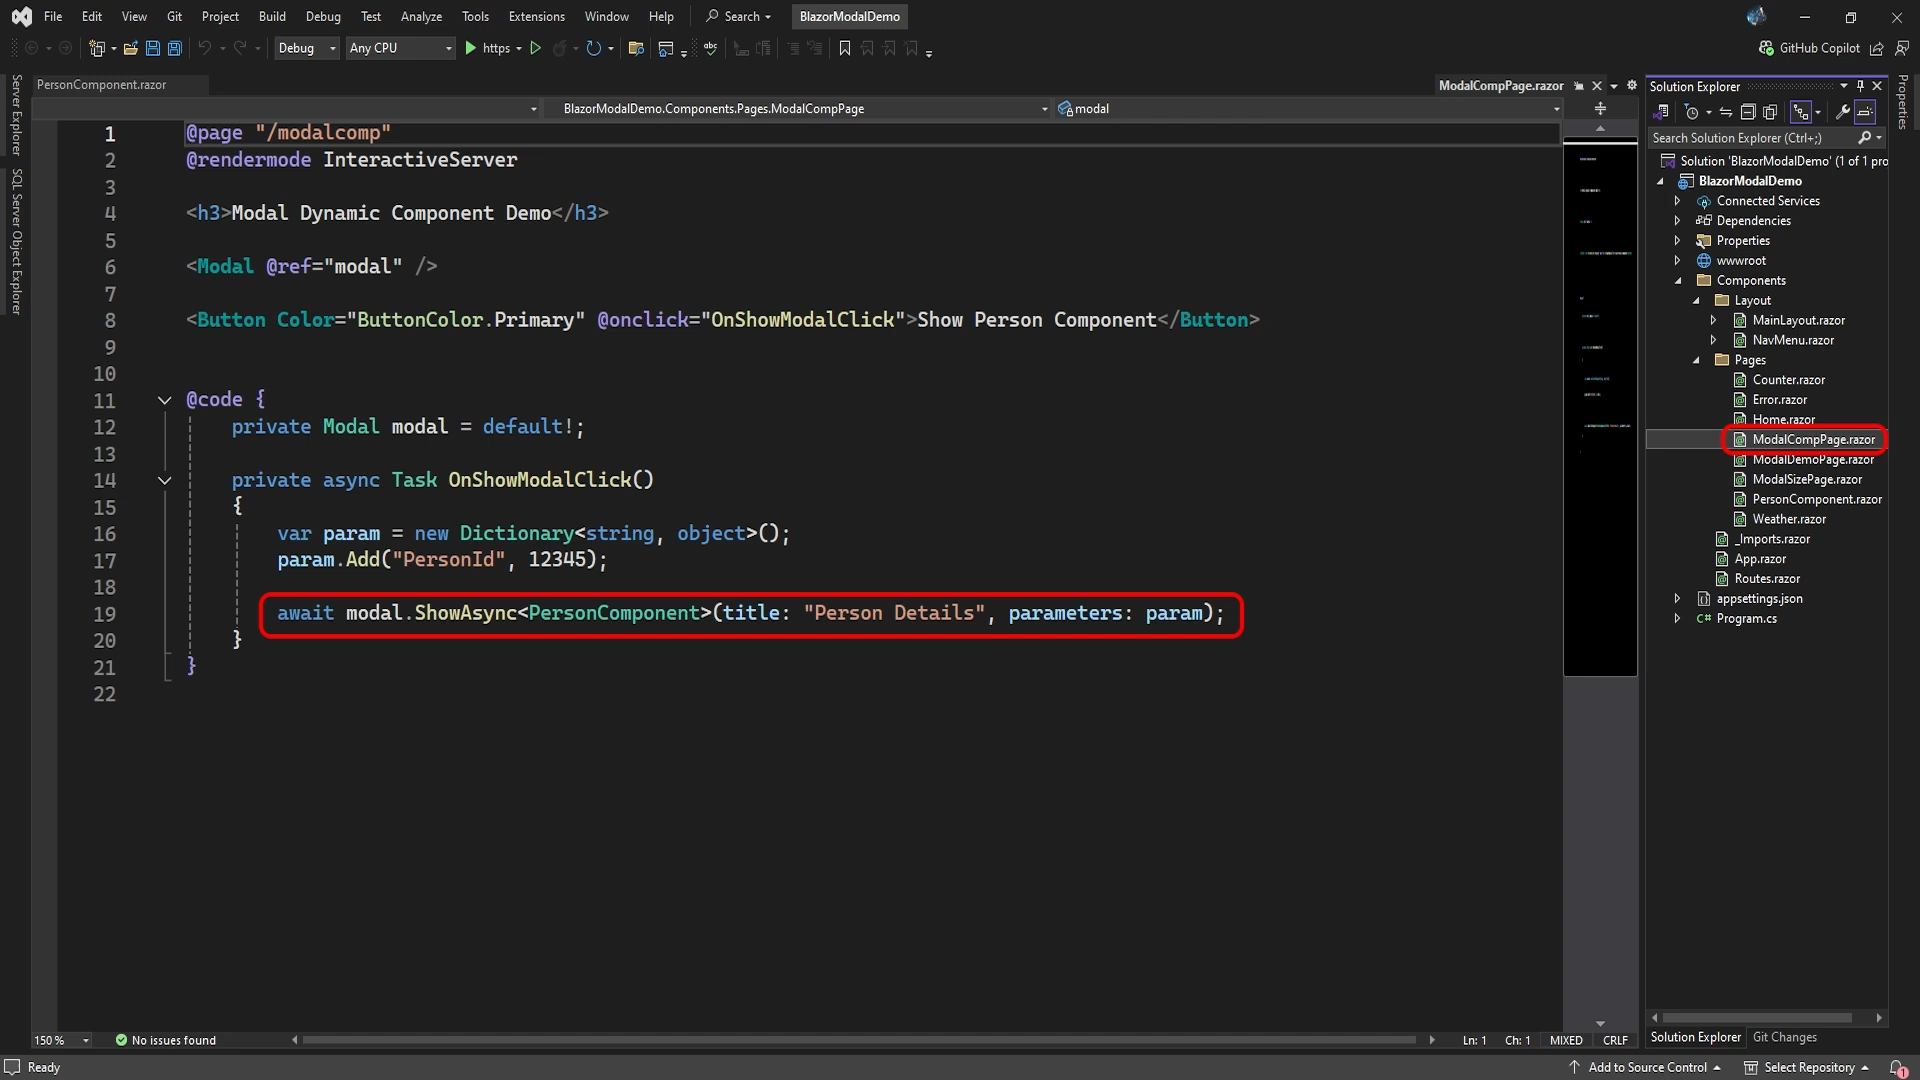 File Edit View Git Project Build Debug Test Analyze Tools Extensions Window Help Search BlazorModalDemo
Debug Any CPU https GitHub Copilot
Server Explorer
SQL Server Object Explorer
PersonComponent.razor ModalCompPage.razor
BlazorModalDemo.Components.Pages.ModalCompPage modal
1 @page "/modalcomp"
2 @rendermode InteractiveServer
3
4 <h3>Modal Dynamic Component Demo</h3>
5
6 <Modal @ref="modal" />
7
8 <Button Color="ButtonColor.Primary" @onclick="OnShowModalClick">Show Person Component</Button>
9
10
11 @code {
12 private Modal modal = default!;
13
14 private async Task OnShowModalClick()
15 {
16 var param = new Dictionary<string, object>();
17 param.Add("PersonId", 12345);
18
19 await modal.ShowAsync<PersonComponent>(title: "Person Details", parameters: param);
20 }
21 }
22
150 % No issues found Ln: 1 Ch: 1 MIXED CRLF
Solution Explorer
Search Solution Explorer (Ctrl+;)
Solution 'BlazorModalDemo' (1 of 1 pro
BlazorModalDemo
Connected Services
Dependencies
Properties
wwwroot
Components
Layout
MainLayout.razor
NavMenu.razor
Pages
Counter.razor
Error.razor
Home.razor
ModalCompPage.razor
ModalDemoPage.razor
ModalSizePage.razor
PersonComponent.razor
Weather.razor
_Imports.razor
App.razor
Routes.razor
appsettings.json
C# Program.cs
Solution Explorer Git Changes
Properties
Ready Add to Source Control Select Repository 1